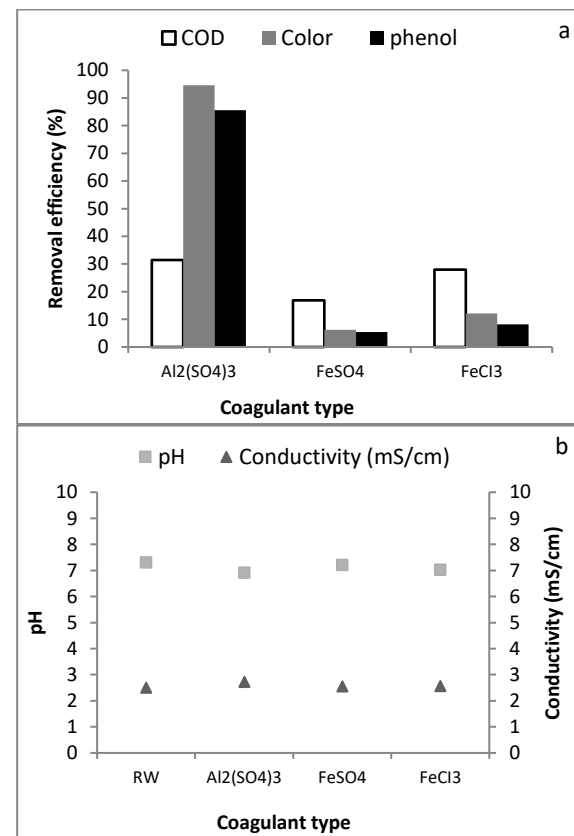 a
COD Color phenol
100
90
80
70
60
50
40
30
20
10
0
Removal efficiency (%)
Al2(SO4)3 FeSO4 FeCl3
Coagulant type
b
pH Conductivity (mS/cm)
10 10
9 9
8 8
7 7
6 6
5 5
4 4
3 3
2 2
1 1
0 0
pH
Conductivity (mS/cm)
RW Al2(SO4)3 FeSO4 FeCl3
Coagulant type